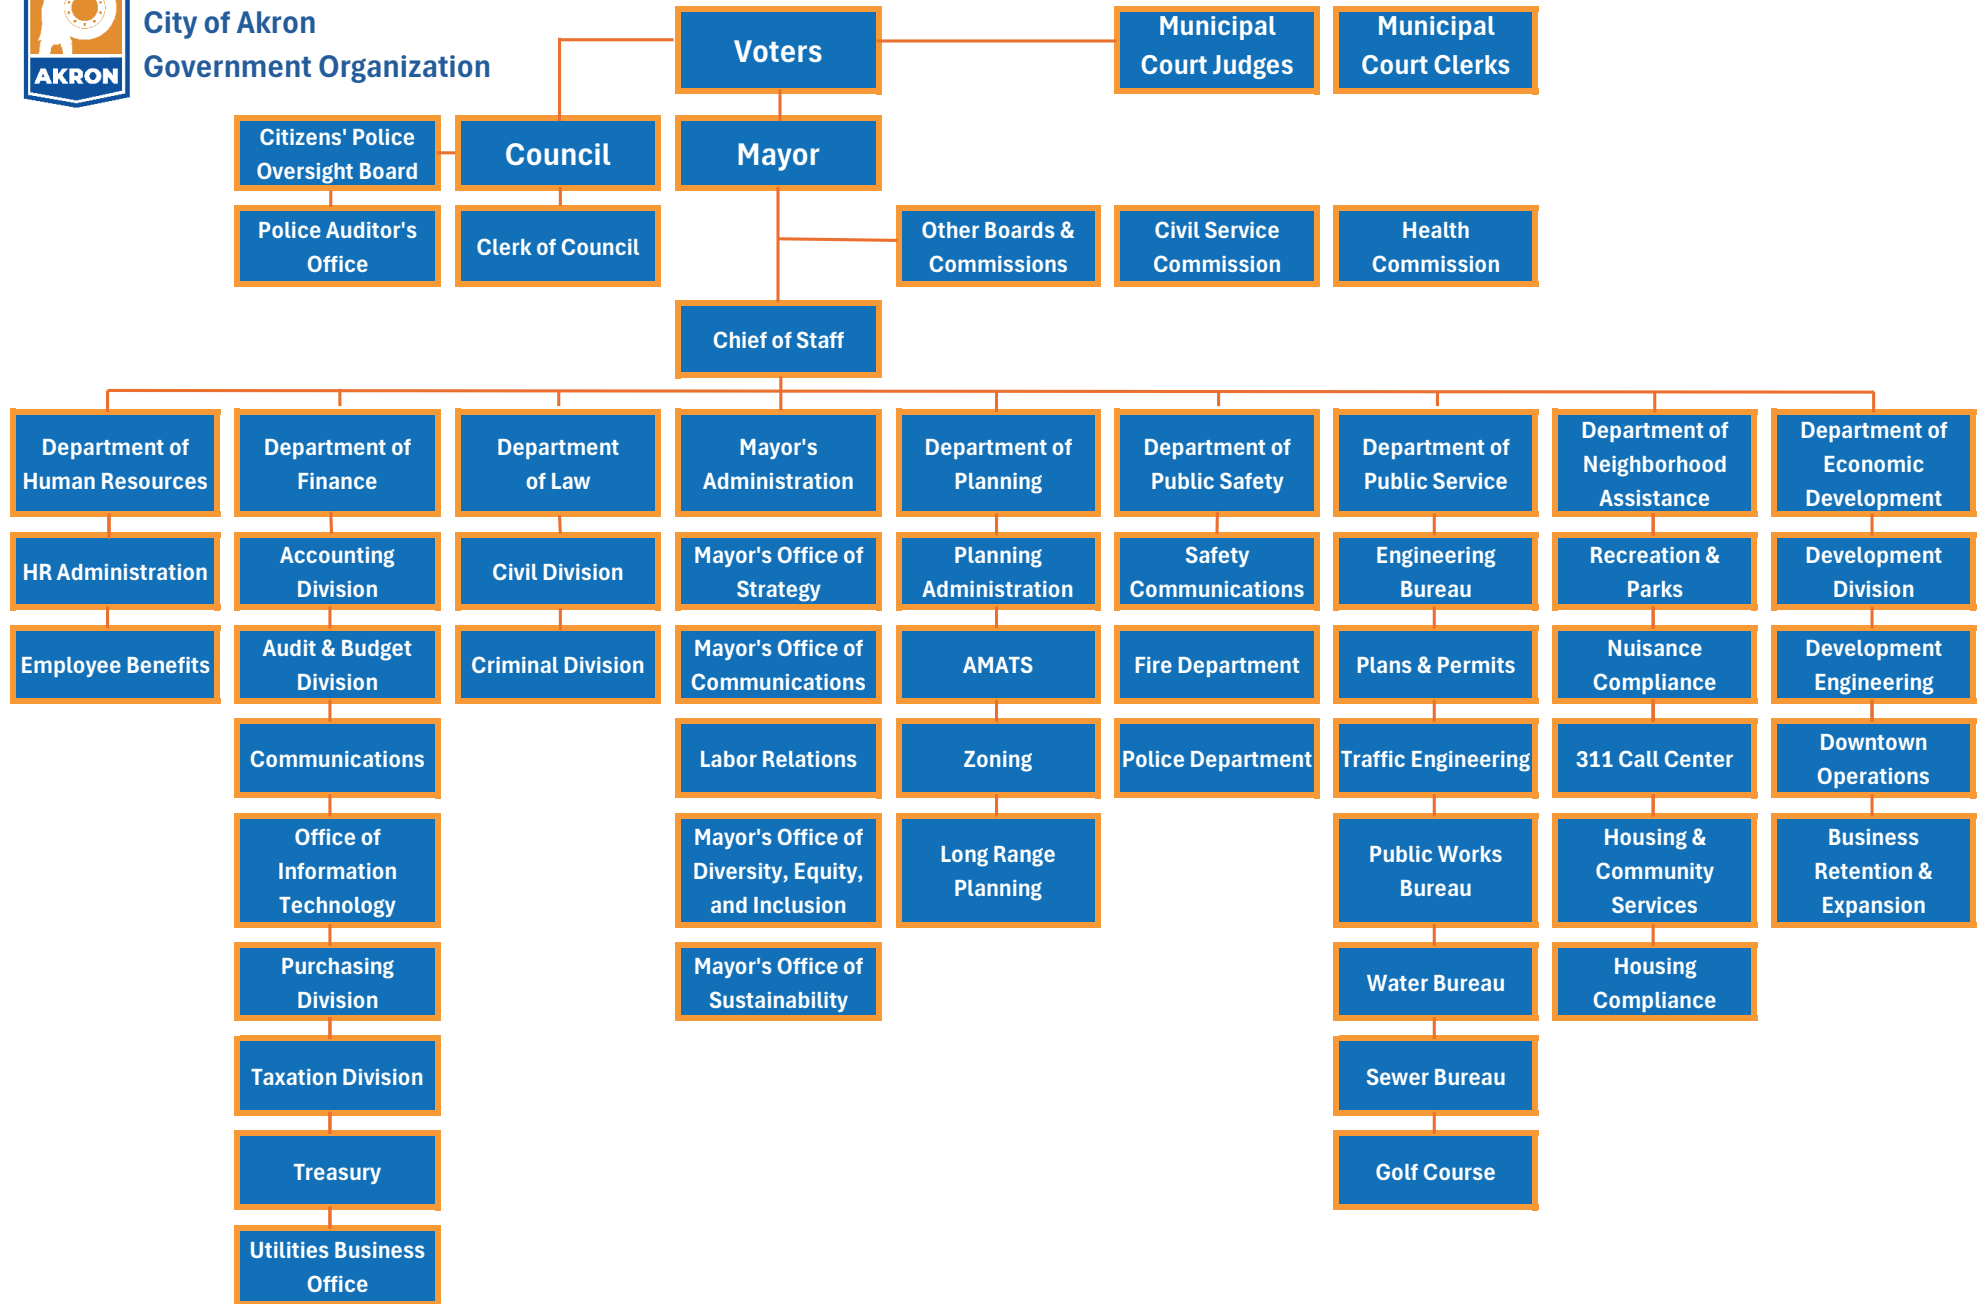 AKRON
City of Akron
Government Organization
Voters
Municipal
Court Judges
Municipal
Court Clerks
Citizens' Police
Oversight Board
Council
Mayor
Police Auditor's
Office
Clerk of Council
Other Boards &
Commissions
Civil Service
Commission
Health
Commission
Chief of Staff
Department of
Human Resources
HR Administration
Employee Benefits
Department of
Finance
Accounting
Division
Audit & Budget
Division
Communications
Office of
Information
Technology
Purchasing
Division
Taxation Division
Treasury
Utilities Business
Office
Department
of Law
Civil Division
Criminal Division
Mayor's
Administration
Mayor's Office of
Strategy
Mayor's Office of
Communications
Labor Relations
Mayor's Office of
Diversity, Equity,
and Inclusion
Mayor's Office of
Sustainability
Department of
Planning
Planning
Administration
AMATS
Zoning
Long Range
Planning
Department of
Public Safety
Safety
Communications
Fire Department
Police Department
Department of
Public Service
Engineering
Bureau
Plans & Permits
Traffic Engineering
Public Works
Bureau
Water Bureau
Sewer Bureau
Golf Course
Department of
Neighborhood
Assistance
Recreation &
Parks
Nuisance
Compliance
311 Call Center
Housing &
Community
Services
Housing
Compliance
Department of
Economic
Development
Development
Division
Development
Engineering
Downtown
Operations
Business
Retention &
Expansion